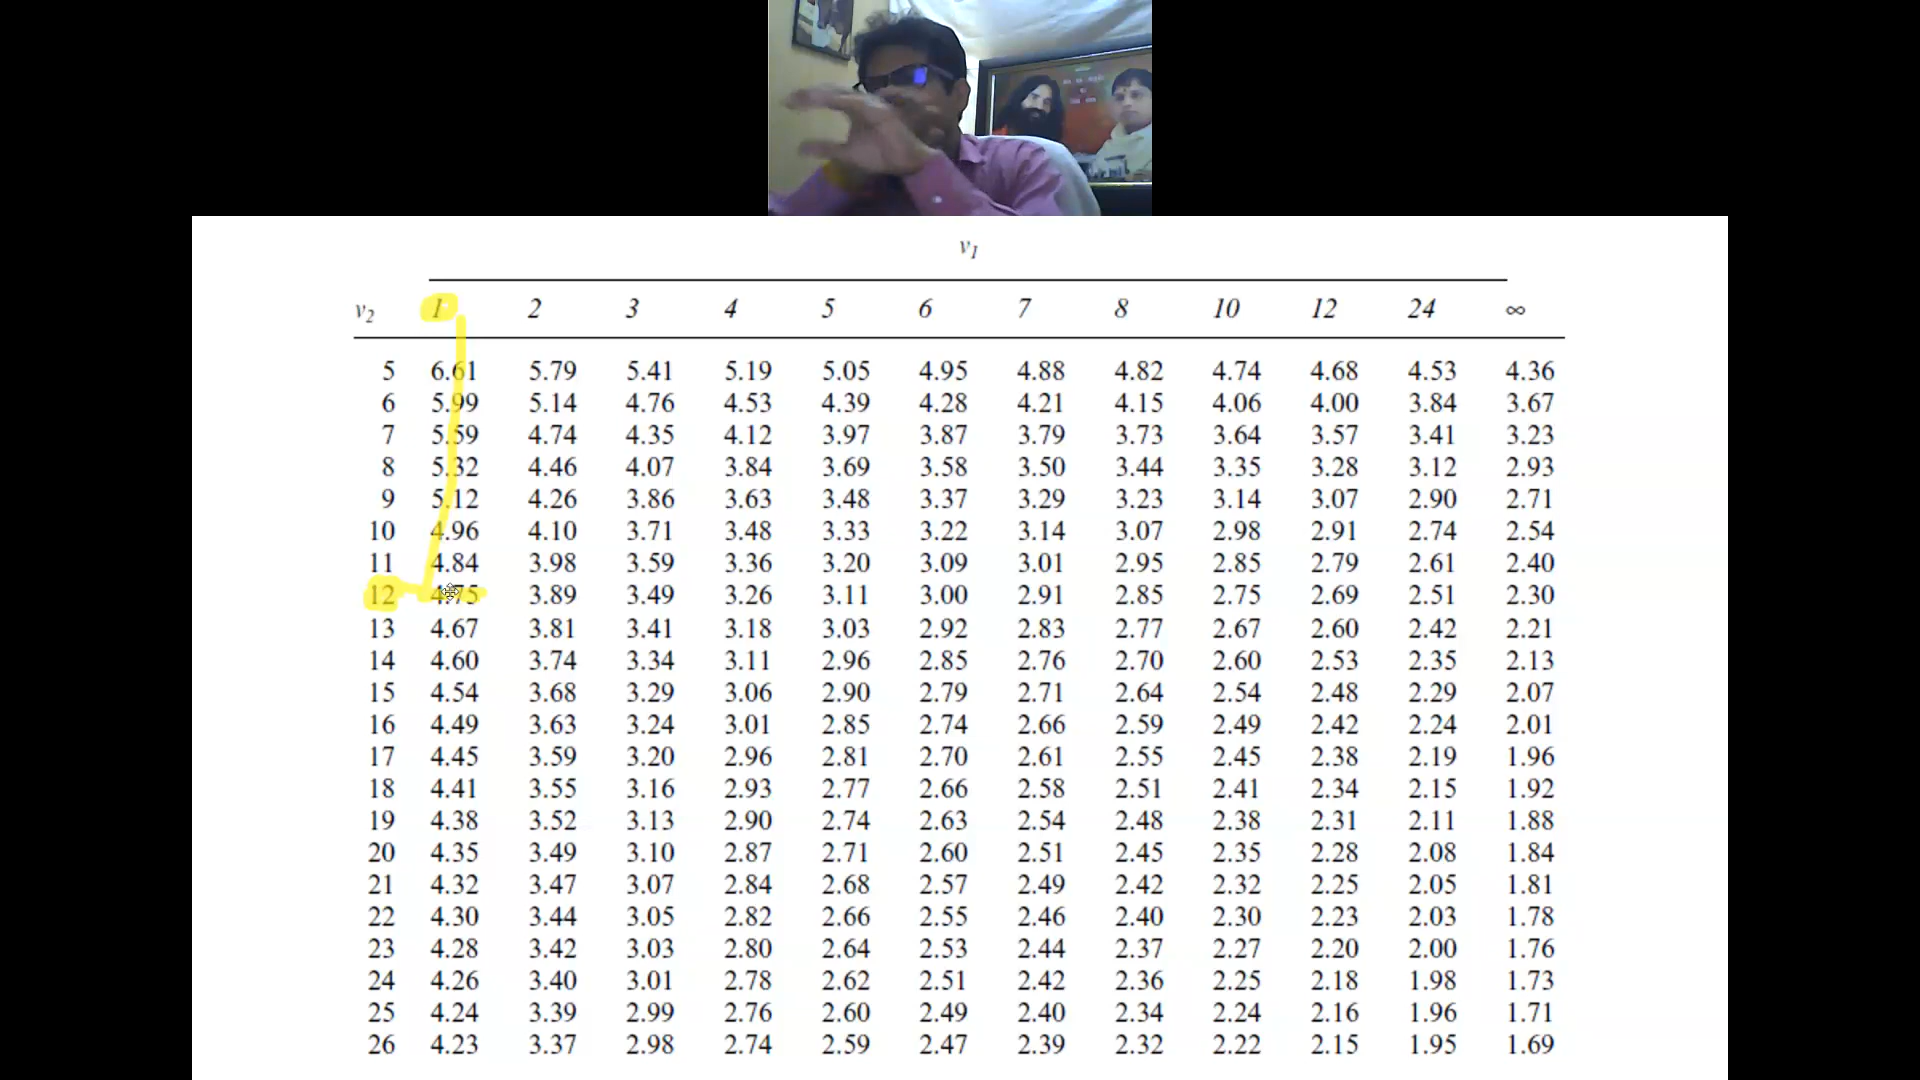 v1
v2 1 2 3 4 5 6 7 8 10 12 24 ∞
5 6.61 5.79 5.41 5.19 5.05 4.95 4.88 4.82 4.74 4.68 4.53 4.36
6 5.99 5.14 4.76 4.53 4.39 4.28 4.21 4.15 4.06 4.00 3.84 3.67
7 5.59 4.74 4.35 4.12 3.97 3.87 3.79 3.73 3.64 3.57 3.41 3.23
8 5.32 4.46 4.07 3.84 3.69 3.58 3.50 3.44 3.35 3.28 3.12 2.93
9 5.12 4.26 3.86 3.63 3.48 3.37 3.29 3.23 3.14 3.07 2.90 2.71
10 4.96 4.10 3.71 3.48 3.33 3.22 3.14 3.07 2.98 2.91 2.74 2.54
11 4.84 3.98 3.59 3.36 3.20 3.09 3.01 2.95 2.85 2.79 2.61 2.40
12 4.75 3.89 3.49 3.26 3.11 3.00 2.91 2.85 2.75 2.69 2.51 2.30
13 4.67 3.81 3.41 3.18 3.03 2.92 2.83 2.77 2.67 2.60 2.42 2.21
14 4.60 3.74 3.34 3.11 2.96 2.85 2.76 2.70 2.60 2.53 2.35 2.13
15 4.54 3.68 3.29 3.06 2.90 2.79 2.71 2.64 2.54 2.48 2.29 2.07
16 4.49 3.63 3.24 3.01 2.85 2.74 2.66 2.59 2.49 2.42 2.24 2.01
17 4.45 3.59 3.20 2.96 2.81 2.70 2.61 2.55 2.45 2.38 2.19 1.96
18 4.41 3.55 3.16 2.93 2.77 2.66 2.58 2.51 2.41 2.34 2.15 1.92
19 4.38 3.52 3.13 2.90 2.74 2.63 2.54 2.48 2.38 2.31 2.11 1.88
20 4.35 3.49 3.10 2.87 2.71 2.60 2.51 2.45 2.35 2.28 2.08 1.84
21 4.32 3.47 3.07 2.84 2.68 2.57 2.49 2.42 2.32 2.25 2.05 1.81
22 4.30 3.44 3.05 2.82 2.66 2.55 2.46 2.40 2.30 2.23 2.03 1.78
23 4.28 3.42 3.03 2.80 2.64 2.53 2.44 2.37 2.27 2.20 2.00 1.76
24 4.26 3.40 3.01 2.78 2.62 2.51 2.42 2.36 2.25 2.18 1.98 1.73
25 4.24 3.39 2.99 2.76 2.60 2.49 2.40 2.34 2.24 2.16 1.96 1.71
26 4.23 3.37 2.98 2.74 2.59 2.47 2.39 2.32 2.22 2.15 1.95 1.69